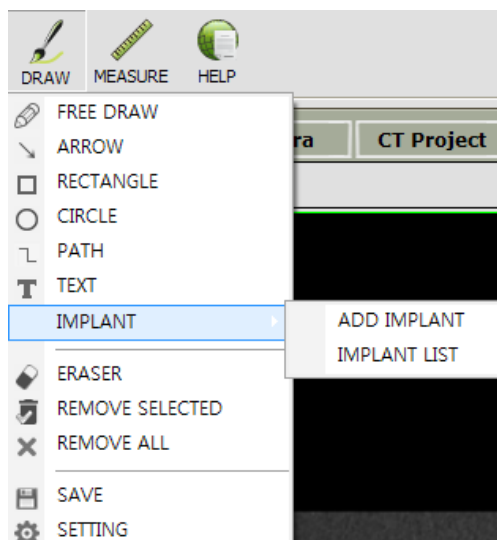 DRAW MEASURE HELP
FREE DRAW
ARROW
ra CT Project
RECTANGLE
CIRCLE
PATH
TEXT
IMPLANT
ADD IMPLANT
IMPLANT LIST
ERASER
REMOVE SELECTED
REMOVE ALL
SAVE
SETTING